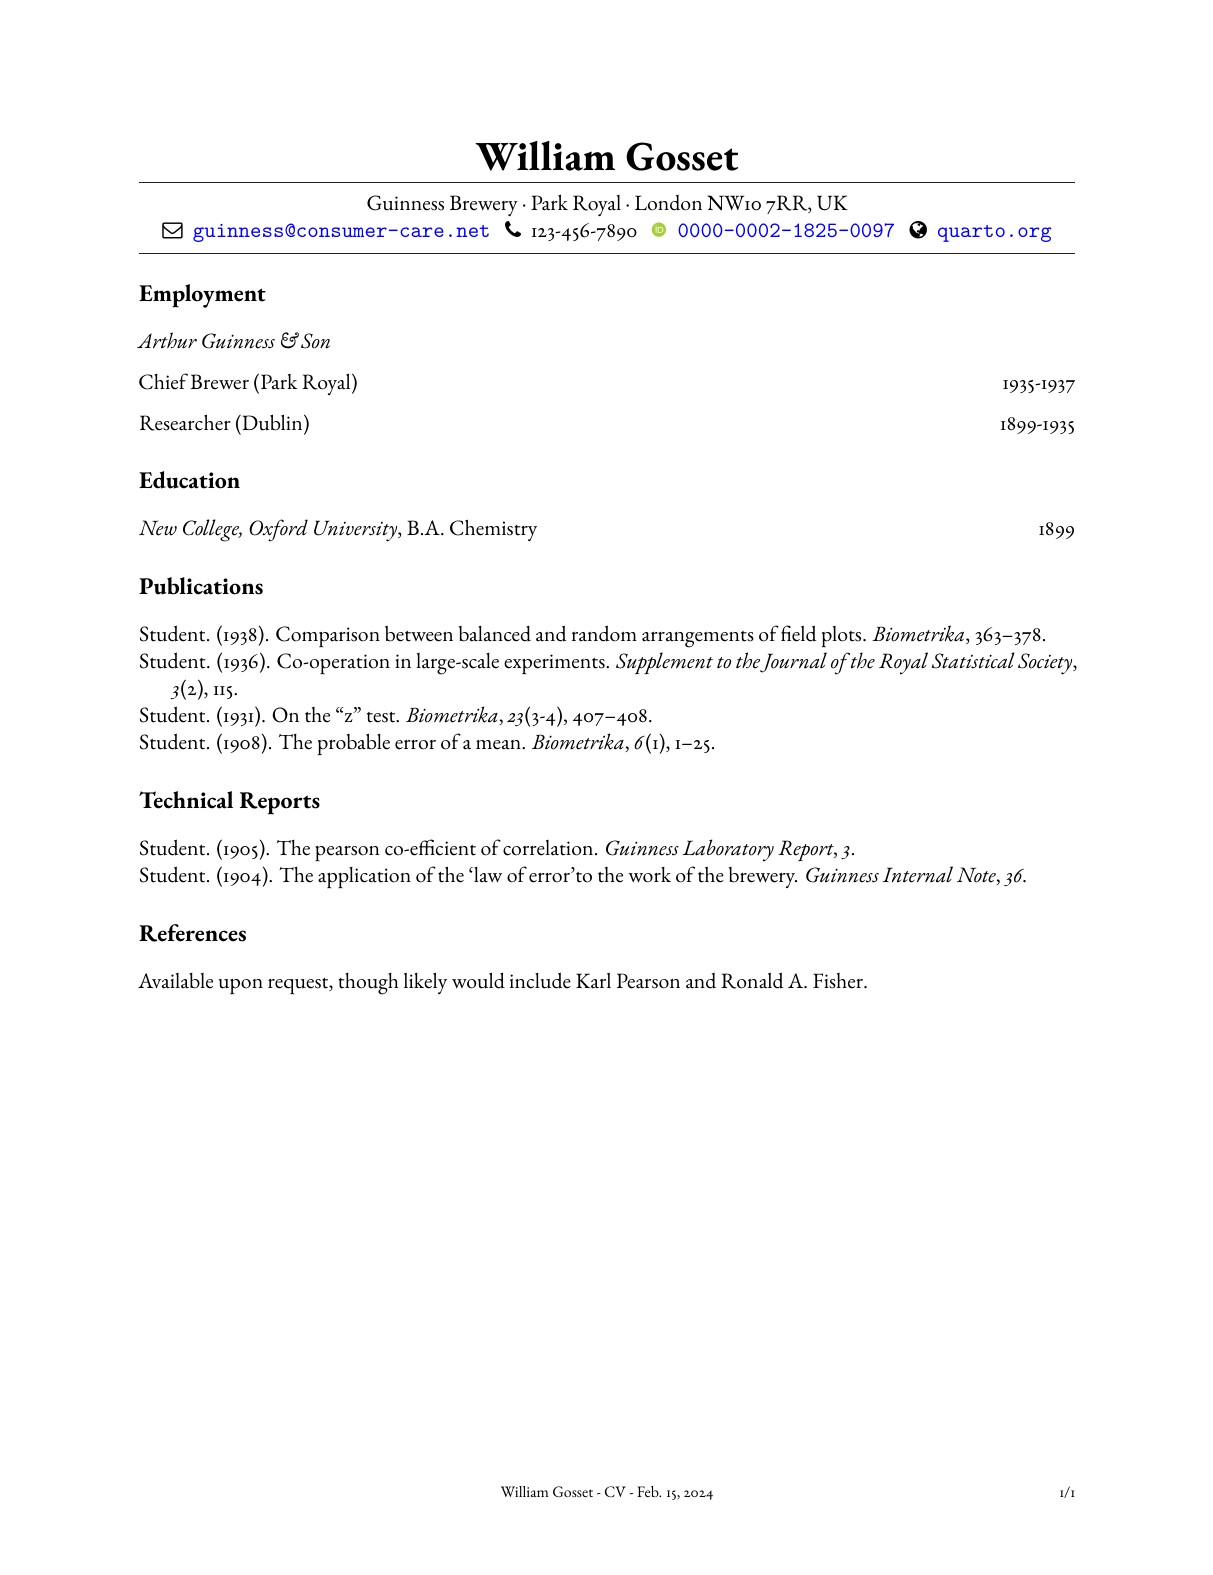 William Gosset
Guinness Brewery · Park Royal · London NW10 7RR, UK
guinness@consumer-care.net 123-456-7890 iD 0000-0002-1825-0097 quarto.org
Employment
Arthur Guinness & Son
Chief Brewer (Park Royal) 1935-1937
Researcher (Dublin) 1899-1935
Education
New College, Oxford University, B.A. Chemistry 1899
Publications
Student. (1938). Comparison between balanced and random arrangements of field plots. Biometrika, 363–378.
Student. (1936). Co-operation in large-scale experiments. Supplement to the Journal of the Royal Statistical Society,
3(2), 115.
Student. (1931). On the “z” test. Biometrika, 23(3-4), 407–408.
Student. (1908). The probable error of a mean. Biometrika, 6(1), 1–25.
Technical Reports
Student. (1905). The pearson co-efficient of correlation. Guinness Laboratory Report, 3.
Student. (1904). The application of the ‘law of error’to the work of the brewery. Guinness Internal Note, 36.
References
Available upon request, though likely would include Karl Pearson and Ronald A. Fisher.
William Gosset - CV - Feb. 15, 2024 1/1